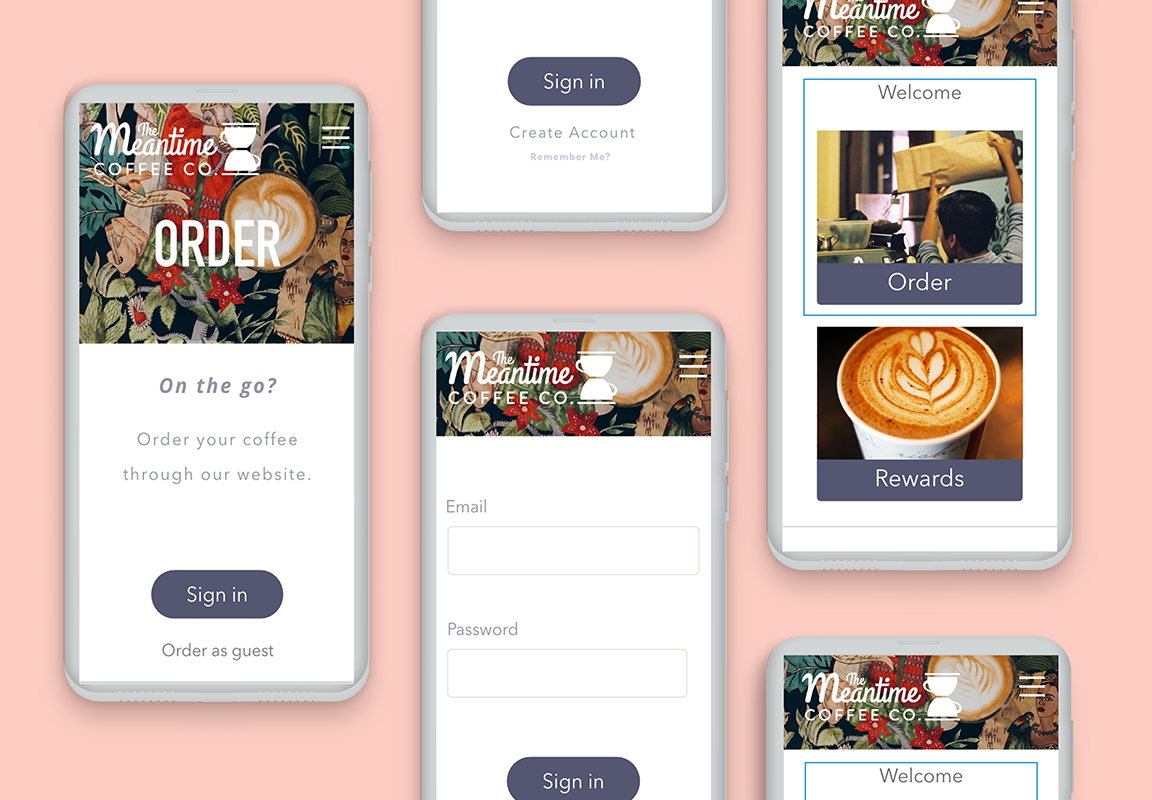 The
Meantime
COFFEE CO.
ORDER
On the go?
Order your coffee
through our website.
Sign in
Order as guest
Sign in
Create Account
Remember Me?
The
Meantime
COFFEE CO.
Email
Password
Sign in
Meantime
COFFEE CO.
Welcome
Order
Rewards
The
Meantime
COFFEE CO.
Welcome